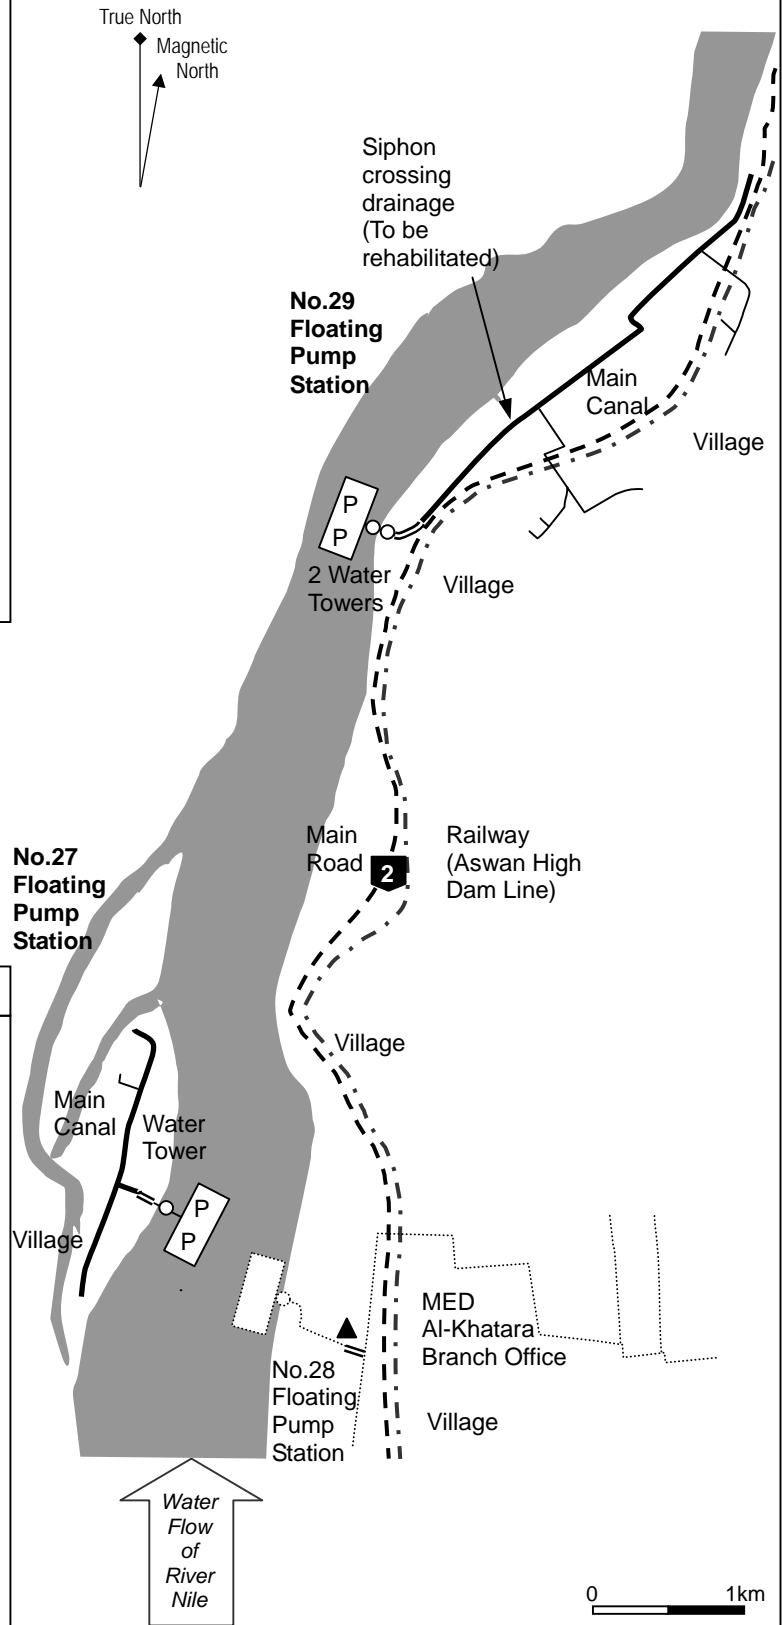 True North
Magnetic
North
Siphon
crossing
drainage
(To be
rehabilitated)
No.29
Floating
Pump
Station
Main
Canal
Village
P
P
2 Water
Towers
Village
Main
Road
2
Railway
(Aswan High
Dam Line)
No.27
Floating
Pump
Station
Village
Main
Canal
Water
Tower
P
P
Village
MED
Al-Khatara
Branch Office
No.28
Floating
Pump
Station
Village
Water
Flow
of
River
Nile
0 1km